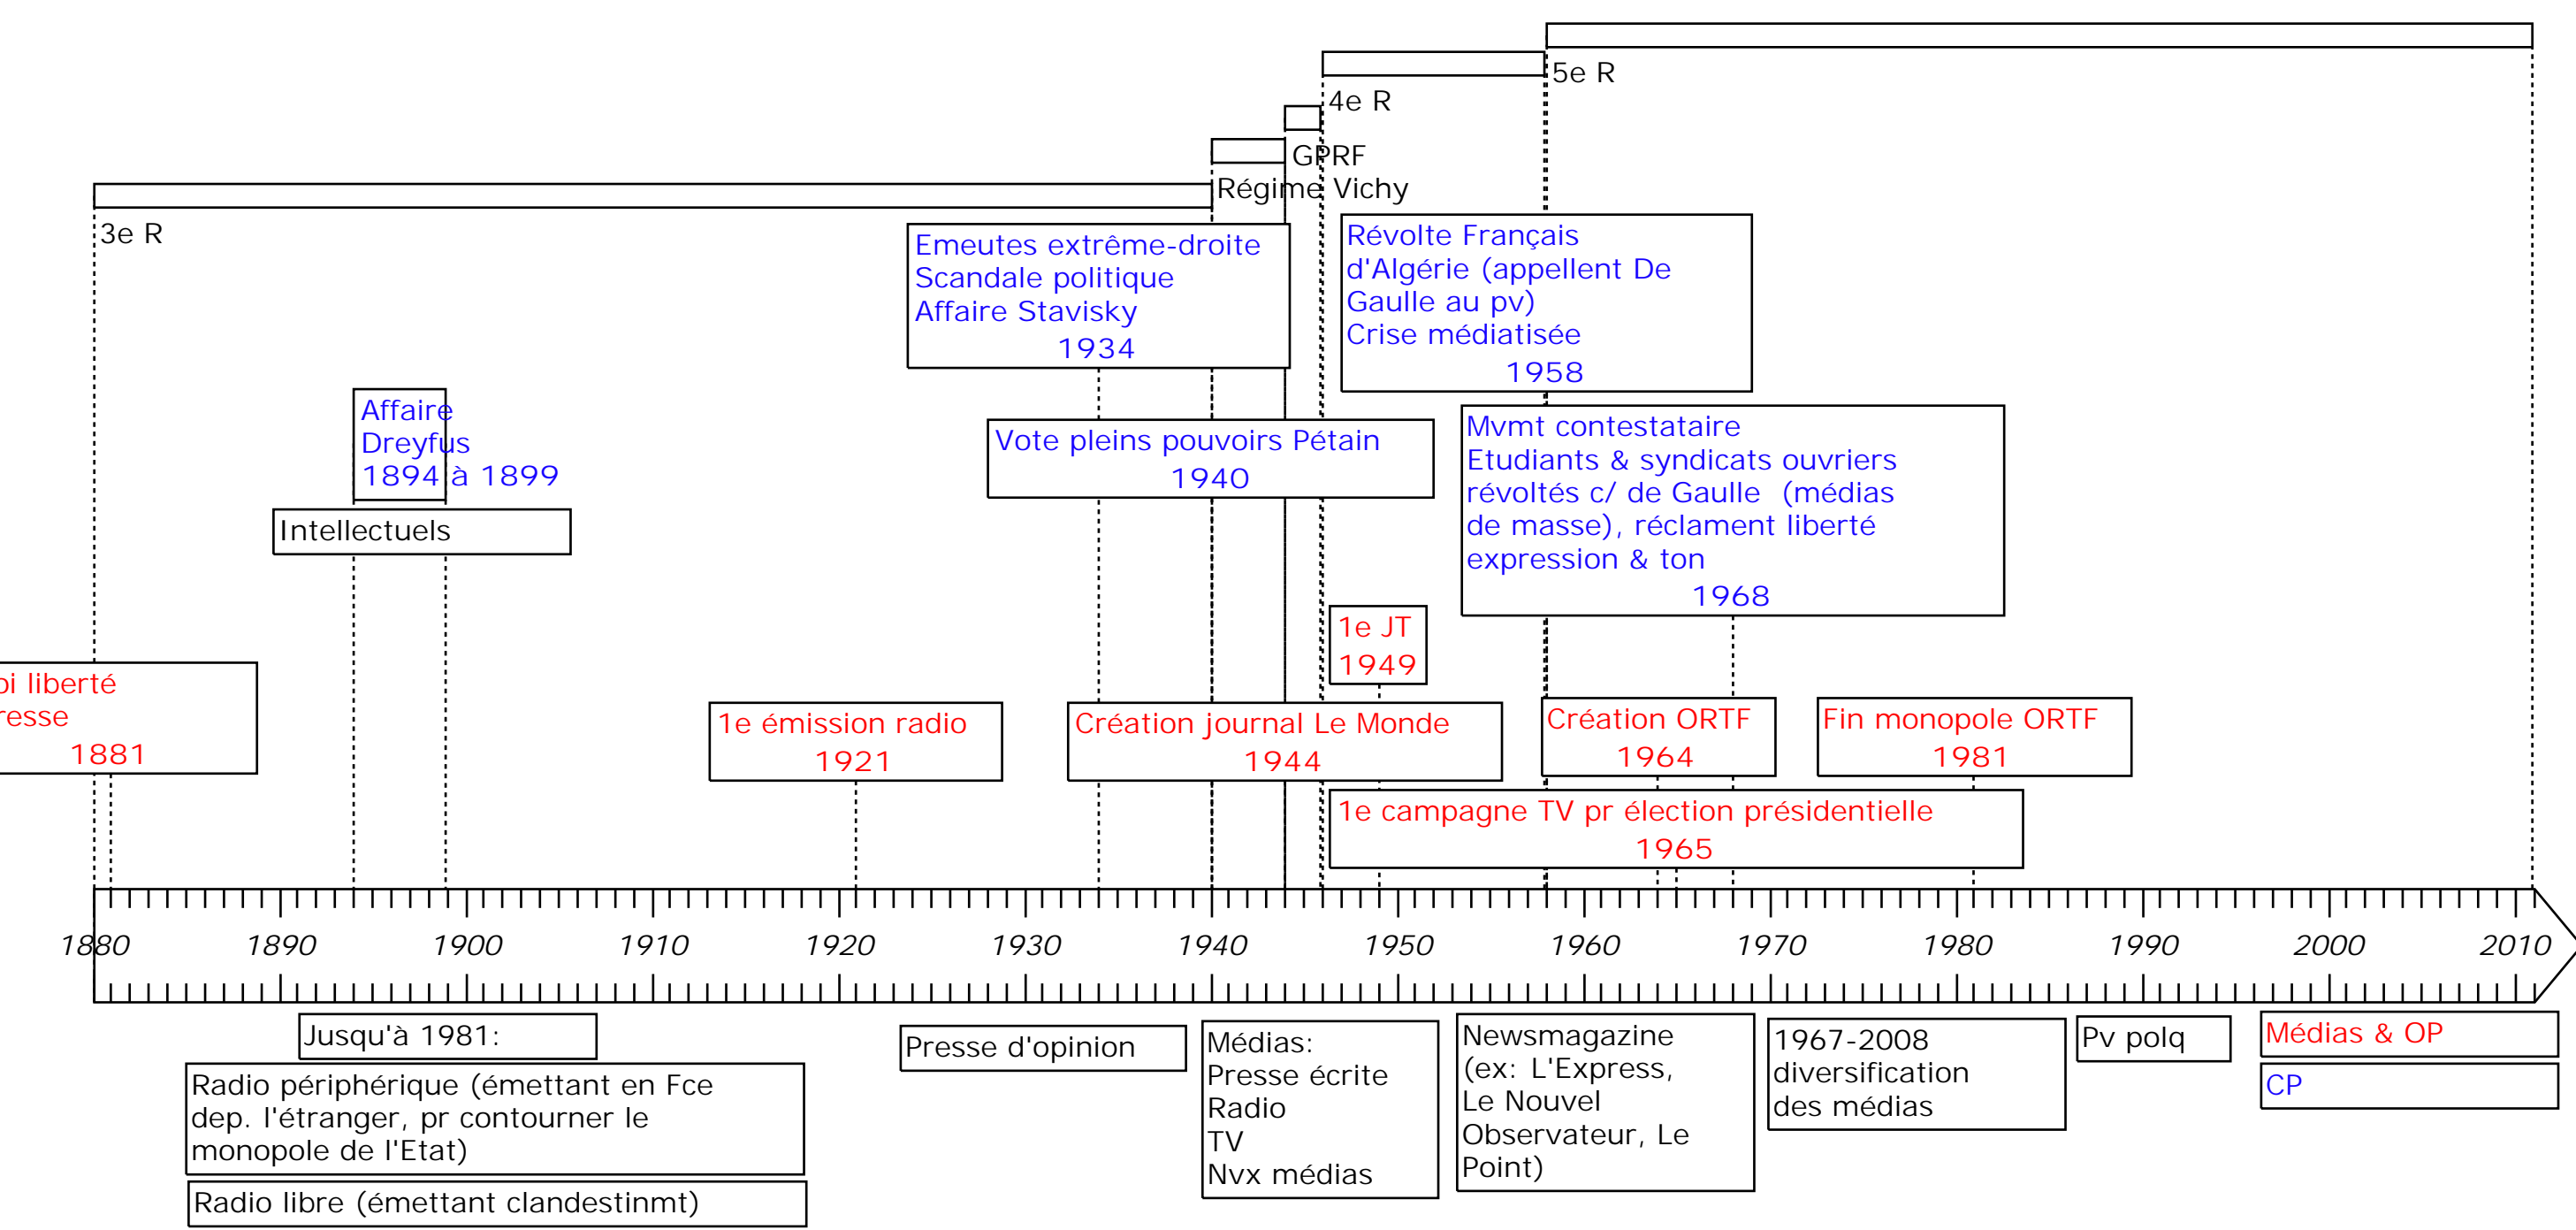 5e R
4e R
GPRF
Régime Vichy
3e R
Emeutes extrême-droite
Scandale politique
Affaire Stavisky
1934
Révolte Français
d'Algérie (appellent De
Gaulle au pv)
Crise médiatisée
1958
Affaire
Dreyfus
1894 à 1899
Intellectuels
Vote pleins pouvoirs Pétain
1940
Mvmt contestataire
Etudiants & syndicats ouvriers
révoltés c/ de Gaulle (médias
de masse), réclament liberté
expression & ton
1968
1e JT
1949
liberté
1881
1e émission radio
1921
Création journal Le Monde
1944
Création ORTF
1964
Fin monopole ORTF
1981
1e campagne TV pr élection présidentielle
1965
1880 1890 1900 1910 1920 1930 1940 1950 1960 1970 1980 1990 2000 2010
Jusqu'à 1981:
Radio périphérique (émettant en Fce
dep. l'étranger, pr contourner le
monopole de l'Etat)
Radio libre (émettant clandestinmt)
Presse d'opinion
Médias:
Presse écrite
Radio
TV
Nvx médias
Newsmagazine
(ex: L'Express,
Le Nouvel
Observateur, Le
Point)
1967-2008
diversification
des médias
Pv polq
Médias & OP
CP